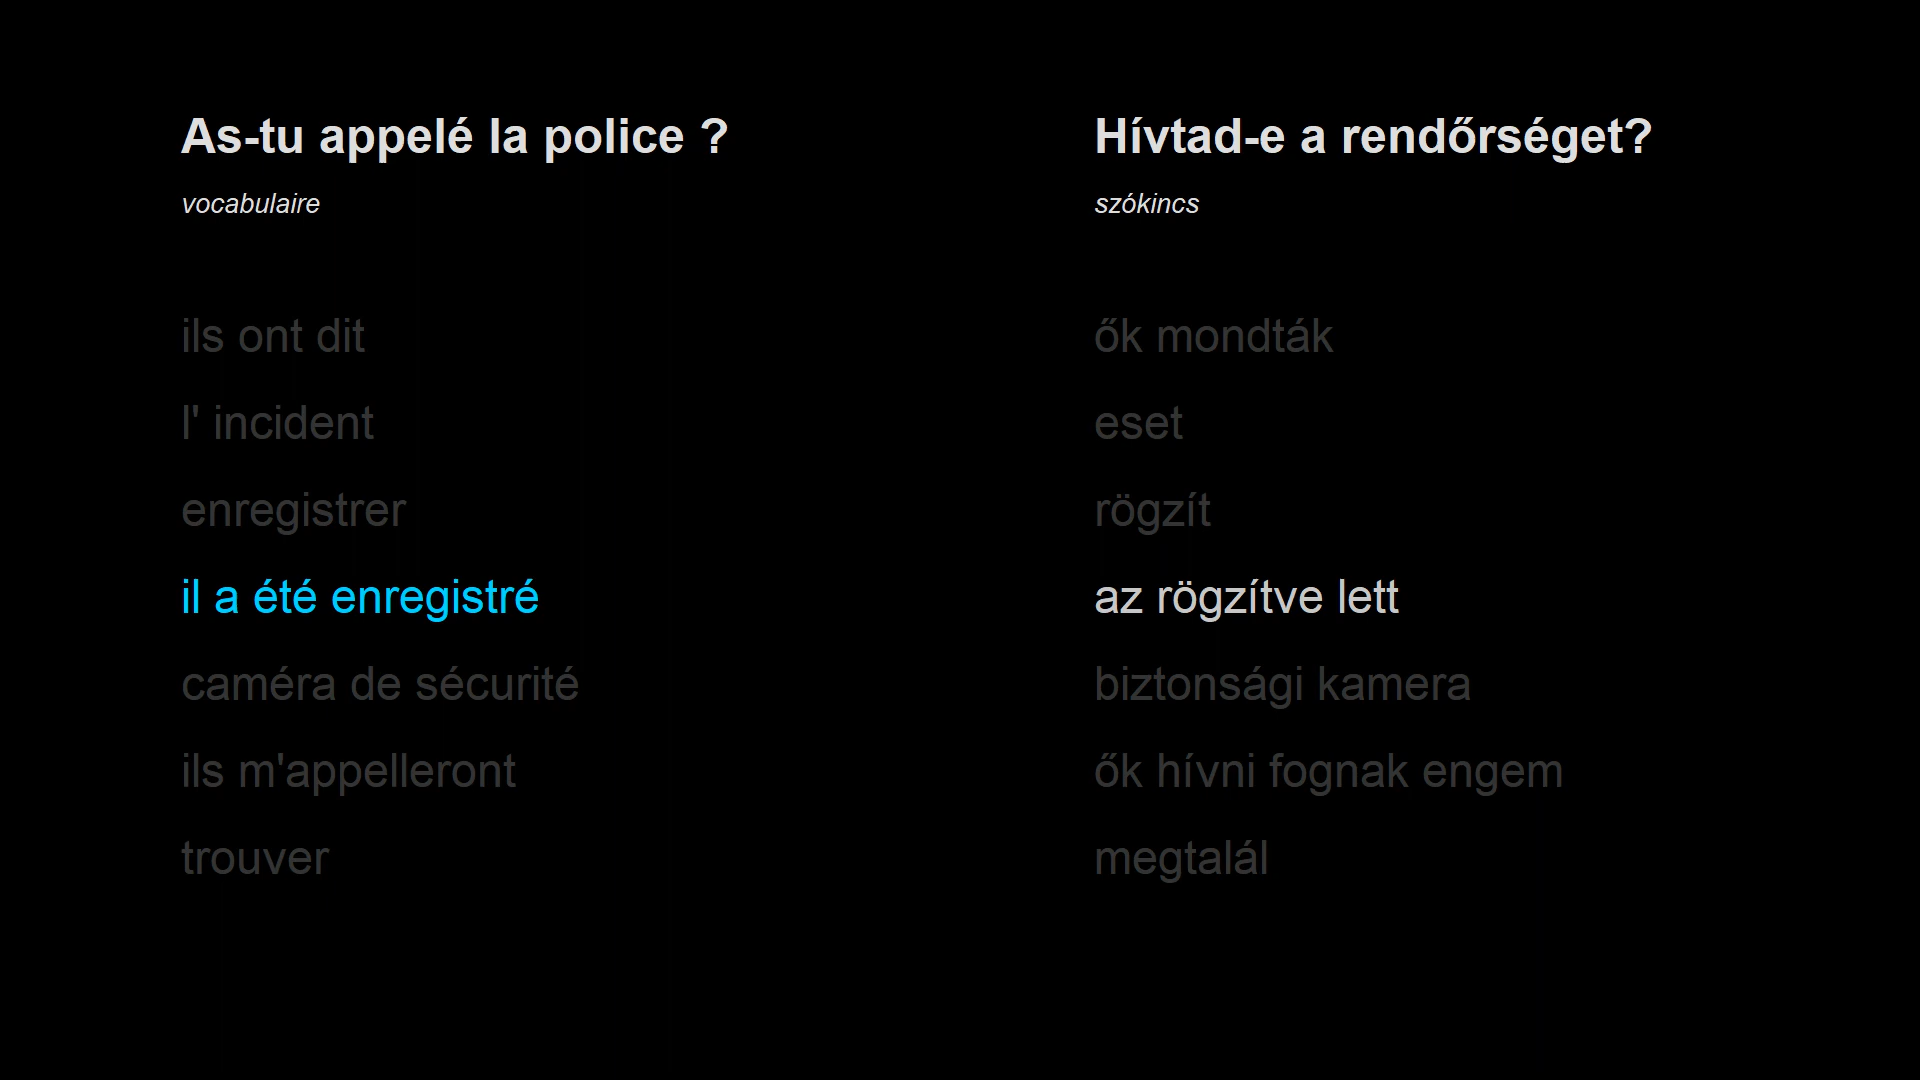 As-tu appelé la police ?
vocabulaire
ils ont dit
l' incident
enregistrer
il a été enregistré
caméra de sécurité
ils m'appelleront
trouver
Hívtad-e a rendőrséget?
szókincs
ők mondták
eset
rögzít
az rögzítve lett
biztonsági kamera
ők hívni fognak engem
megtalál